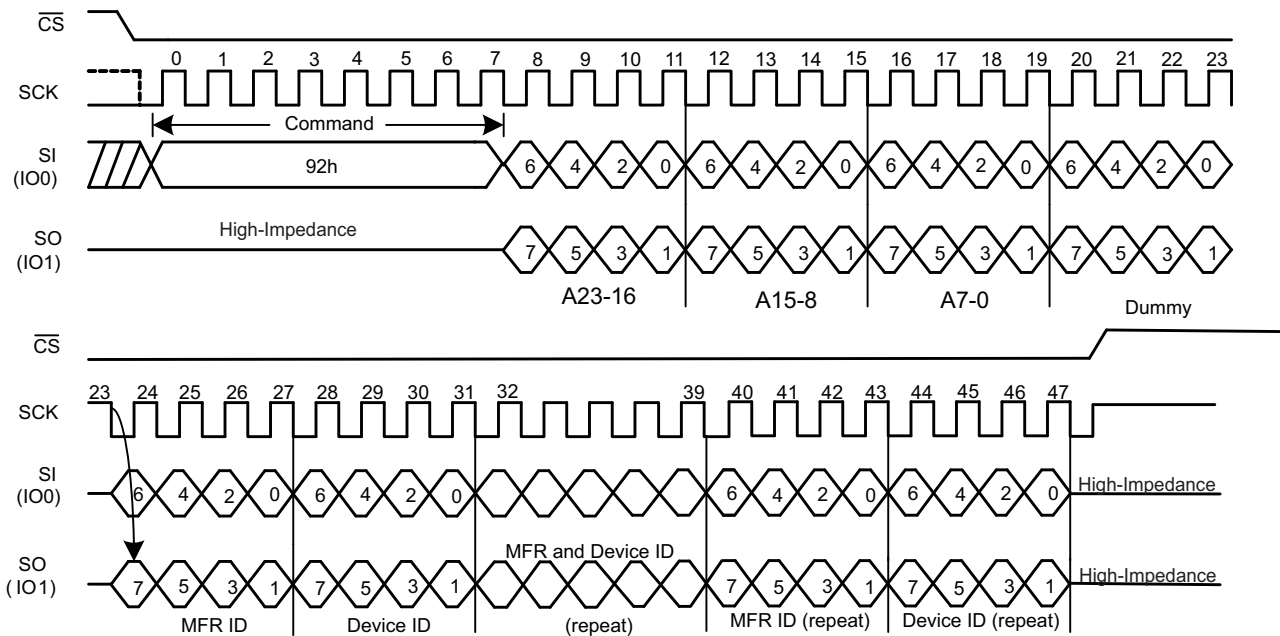 CS
0 1 2 3 4 5 6 7 8 9 10 11 12 13 14 15 16 17 18 19 20 21 22 23
SCK
Command
SI
(IO0)
92h 6 4 2 0 6 4 2 0 6 4 2 0 6 4 2 0
High-Impedance
SO
(IO1)
7 5 3 1 7 5 3 1 7 5 3 1 7 5 3 1
A23-16 A15-8 A7-0 Dummy
CS
23 24 25 26 27 28 29 30 31 32 39 40 41 42 43 44 45 46 47
SCK
SI
(IO0)
6 4 2 0 6 4 2 0 6 4 2 0 6 4 2 0 High-Impedance
MFR and Device ID
SO
(IO1)
7 5 3 1 7 5 3 1 7 5 3 1 7 5 3 1 High-Impedance
MFR ID Device ID (repeat) MFR ID (repeat) Device ID (repeat)